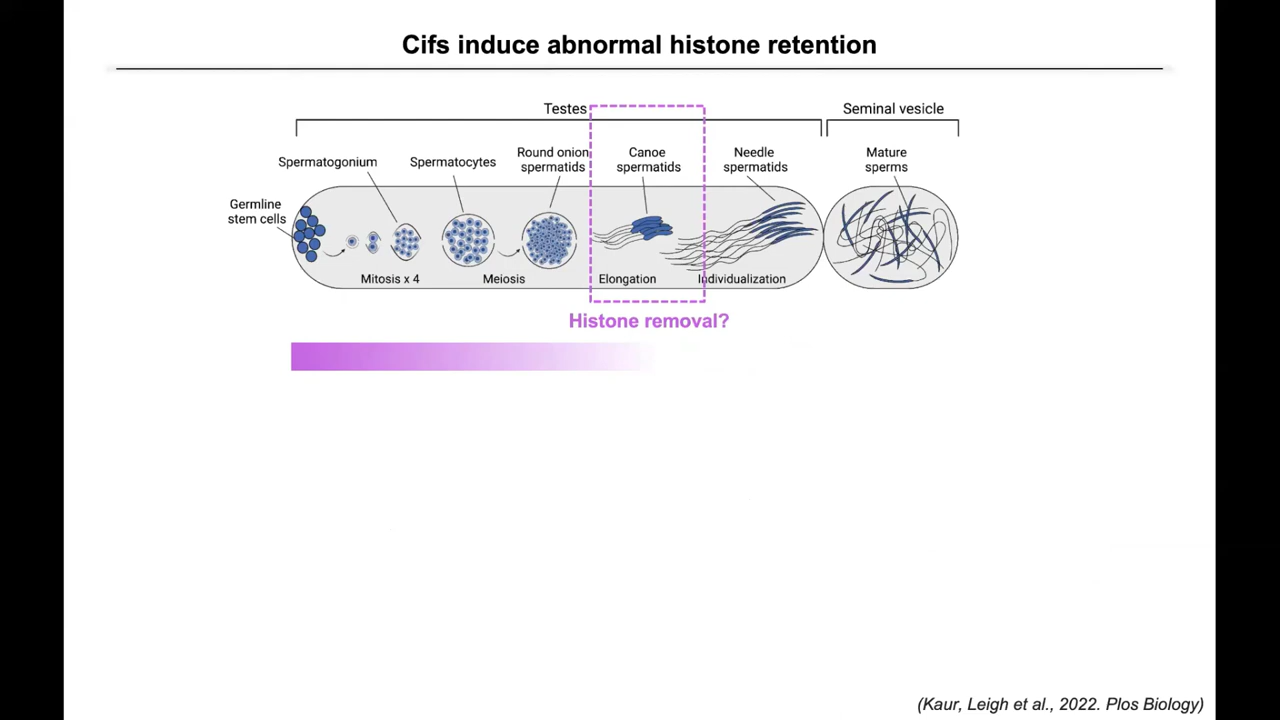 Cifs induce abnormal histone retention
Testes
Seminal vesicle
Spermatogonium
Spermatocytes
Round onion
spermatids
Canoe
spermatids
Needle
spermatids
Mature
sperms
Germline
stem cells
Mitosis x 4
Meiosis
Elongation
Individualization
Histone removal?
(Kaur, Leigh et al., 2022. Plos Biology)